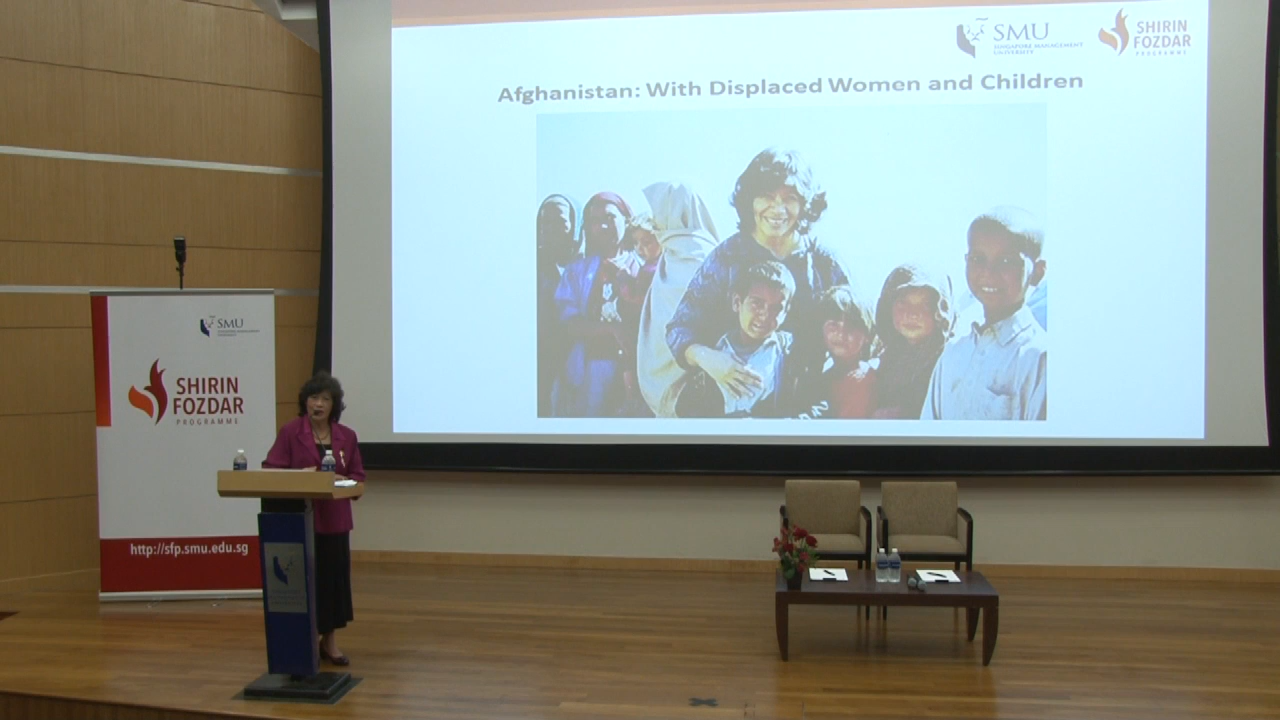 SMU
SINGAPORE MANAGEMENT
UNIVERSITY
SHIRIN
FOZDAR
PROGRAMME
Afghanistan: With Displaced Women and Children
SMU
SHIRIN
FOZDAR
PROGRAMME
http://sfp.smu.edu.sg